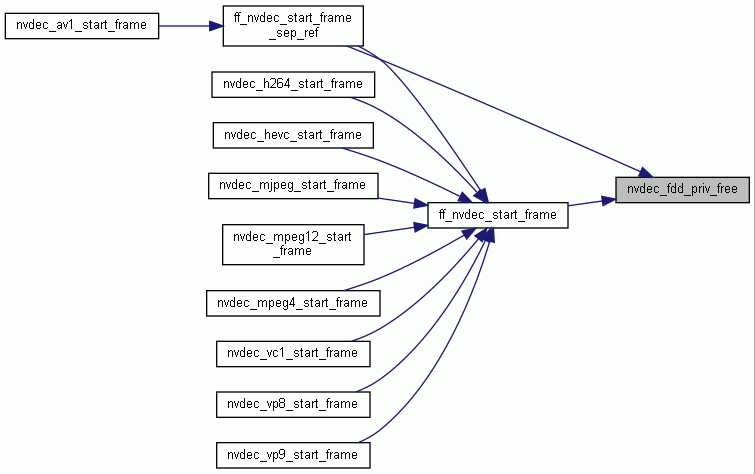 nvdec_av1_start_frame
ff_nvdec_start_frame
_sep_ref
nvdec_h264_start_frame
nvdec_hevc_start_frame
nvdec_mjpeg_start_frame
nvdec_fdd_priv_free
ff_nvdec_start_frame
nvdec_mpeg12_start
_frame
nvdec_mpeg4_start_frame
nvdec_vc1_start_frame
nvdec_vp8_start_frame
nvdec_vp9_start_frame